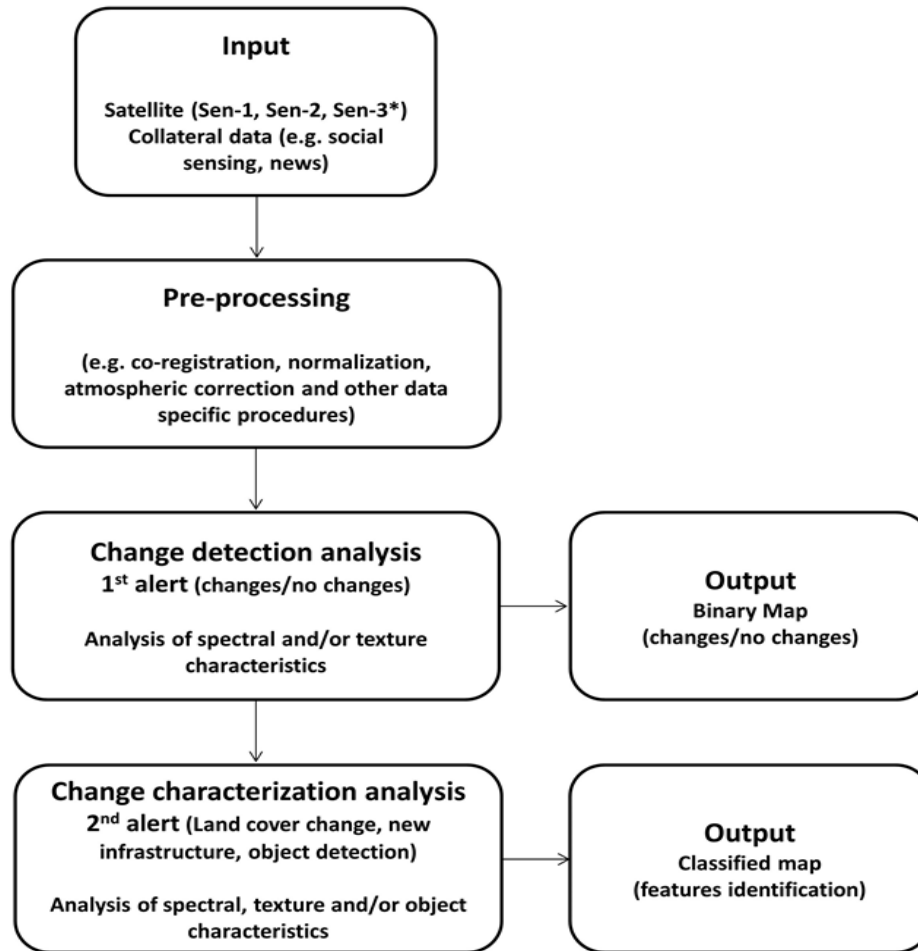 Input
Satellite (Sen-1, Sen-2, Sen-3*)
Collateral data (e.g. social
sensing, news)
Pre-processing
(e.g. co-registration, normalization,
atmospheric correction and other data
specific procedures)
Change detection analysis
1st alert (changes/no changes)
Analysis of spectral and/or texture
characteristics
Output
Binary Map
(changes/no changes)
Change characterization analysis
2nd alert (Land cover change, new
infrastructure, object detection)
Analysis of spectral, texture and/or object
characteristics
Output
Classified map
(features identification)